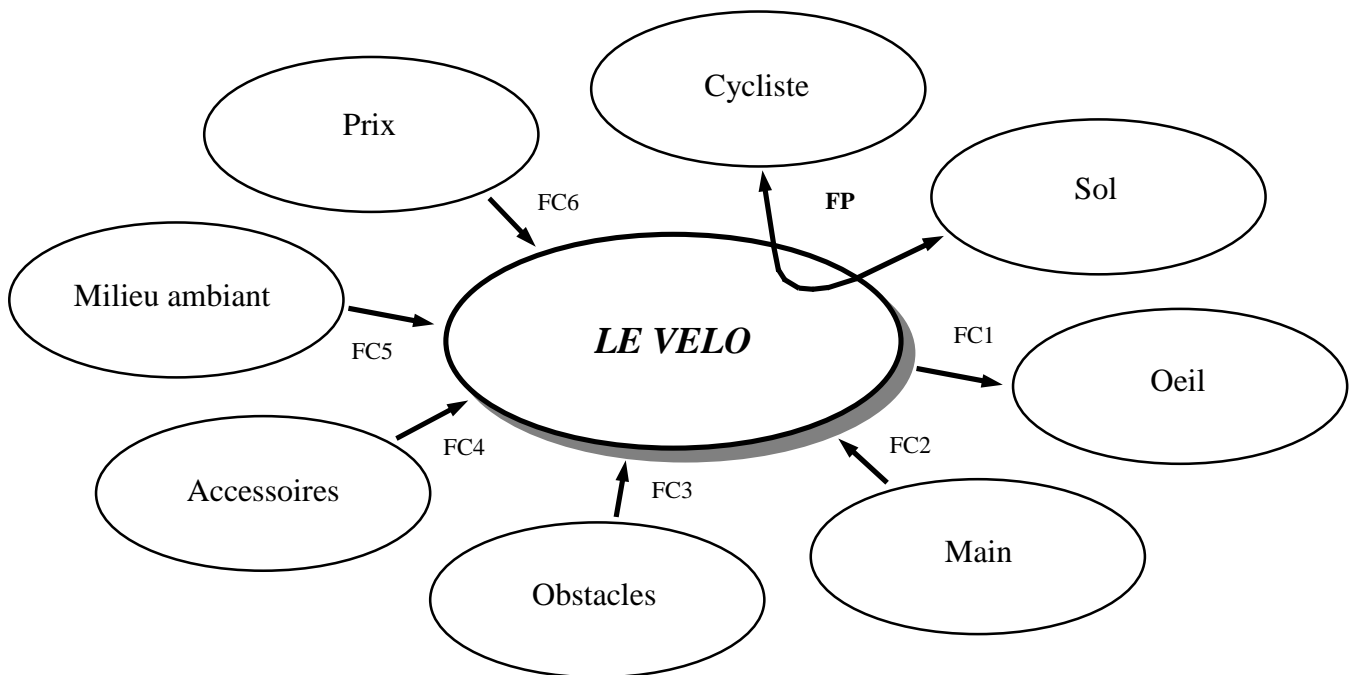 Cycliste
Prix
FC6
FP
Sol
Milieu ambiant
FC5
LE VELO
FC1
Oeil
FC4
Accessoires
FC3
FC2
Obstacles
Main